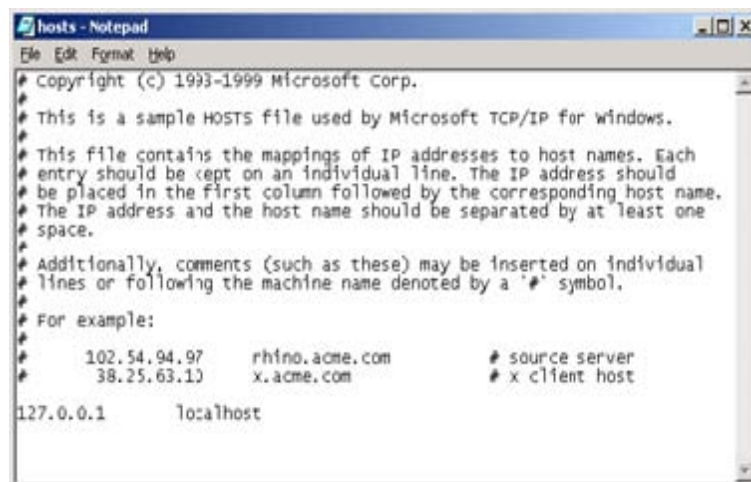 hosts - Notepad
File Edit Format Help
# Copyright (c) 1993-1999 Microsoft Corp.
#
# This is a sample HOSTS file used by Microsoft TCP/IP for Windows.
#
# This file contains the mappings of IP addresses to host names. Each
# entry should be kept on an individual line. The IP address should
# be placed in the first column followed by the corresponding host name.
# The IP address and the host name should be separated by at least one
# space.
#
# Additionally, comments (such as these) may be inserted on individual
# lines or following the machine name denoted by a '#' symbol.
#
# For example:
#
# 102.54.94.97 rhino.acme.com # source server
# 38.25.63.10 x.acme.com # x client host
127.0.0.1 localhost